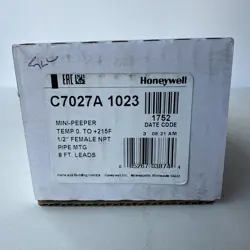 EAC
Honeywell
C7027A 1023
1752
DATE CODE
MINI-PEEPER
TEMP 0. TO +215F
1/2" FEMALE NPT
PIPE MTG
8 FT. LEADS